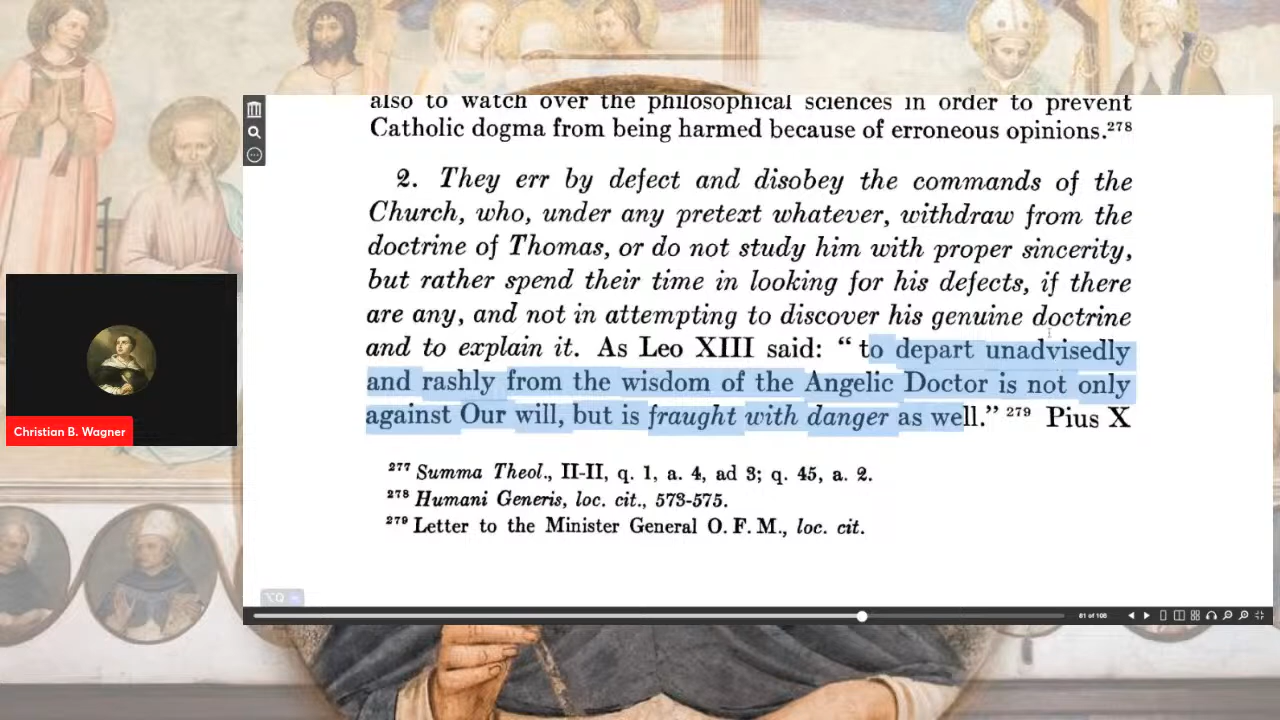 also to watch over the philosophical sciences in order to prevent
Catholic dogma from being harmed because of erroneous opinions.²⁷⁸
2. They err by defect and disobey the commands of the
Church, who, under any pretext whatever, withdraw from the
doctrine of Thomas, or do not study him with proper sincerity,
but rather spend their time in looking for his defects, if there
are any, and not in attempting to discover his genuine doctrine
and to explain it. As Leo XIII said: “ to depart unadvisedly
and rashly from the wisdom of the Angelic Doctor is not only
against Our will, but is fraught with danger as well.” ²⁷⁹ Pius X
Christian B. Wagner
²⁷⁷ Summa Theol., II-II, q. 1, a. 4, ad 3; q. 45, a. 2.
²⁷⁸ Humani Generis, loc. cit., 573-575.
²⁷⁹ Letter to the Minister General O. F. M., loc. cit.
⌥Q
61 of 108